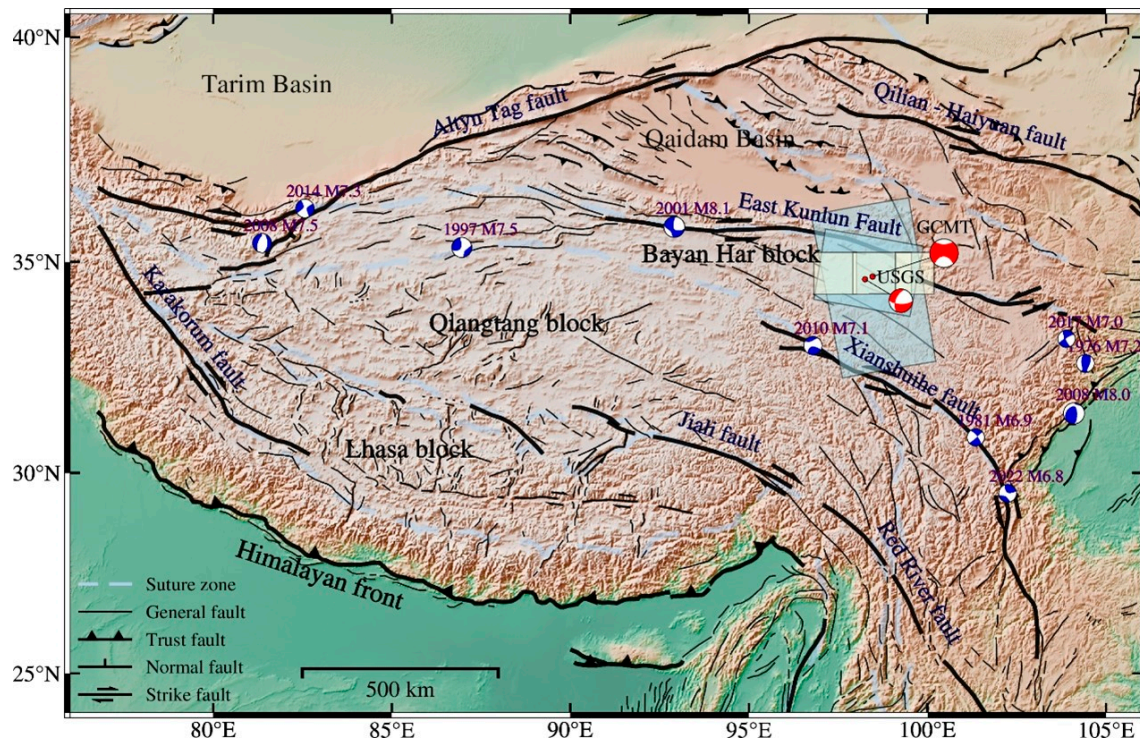 40°N
35°N
30°N
25°N
Tarim Basin
Altyn Tag fault
Qilian - Haiyuan fault
Qaidam Basin
2014 M7.3
2008 M7.5
1997 M7.5
2001 M8.1
East Kunlun Fault
GCMT
Bayan Har block
USGS
Karakorum fault
Qiangtang block
2010 M7.1
Xianshuihe fault
2017 M7.0
1976 M7.2
2008 M8.0
1981 M6.9
Jiali fault
Lhasa block
2022 M6.8
Himalayan front
Red River fault
Suture zone
General fault
Trust fault
Normal fault
Strike fault
500 km
80°E
85°E
90°E
95°E
100°E
105°E